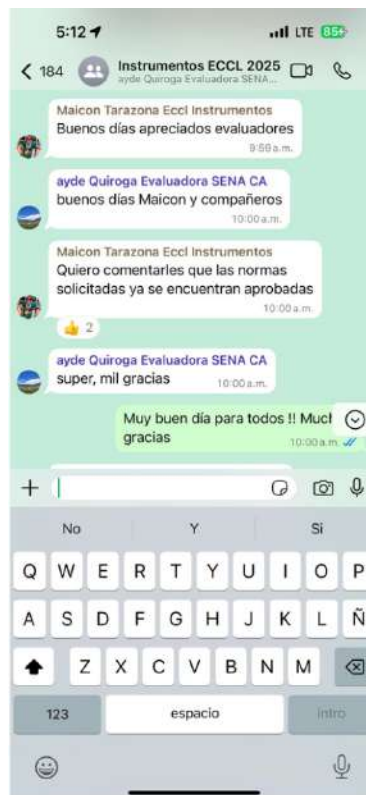 5:12
LTE 85
184
Instrumentos ECCL 2025
ayde Quiroga Evaluadora SENA...
Maicon Tarazona Eccl Instrumentos
Buenos días apreciados evaluadores
9:59 a.m.
ayde Quiroga Evaluadora SENA CA
buenos días Maicon y compañeros
10:00 a.m.
Maicon Tarazona Eccl Instrumentos
Quiero comentarles que las normas
solicitadas ya se encuentran aprobadas
10:00 a.m.
2
ayde Quiroga Evaluadora SENA CA
super, mil gracias
10:00 a.m.
Muy buen día para todos !! Much
gracias
10:00 a.m.
No Y Si
Q W E R T Y U I O P
A S D F G H J K L Ñ
Z X C V B N M
123 espacio intro